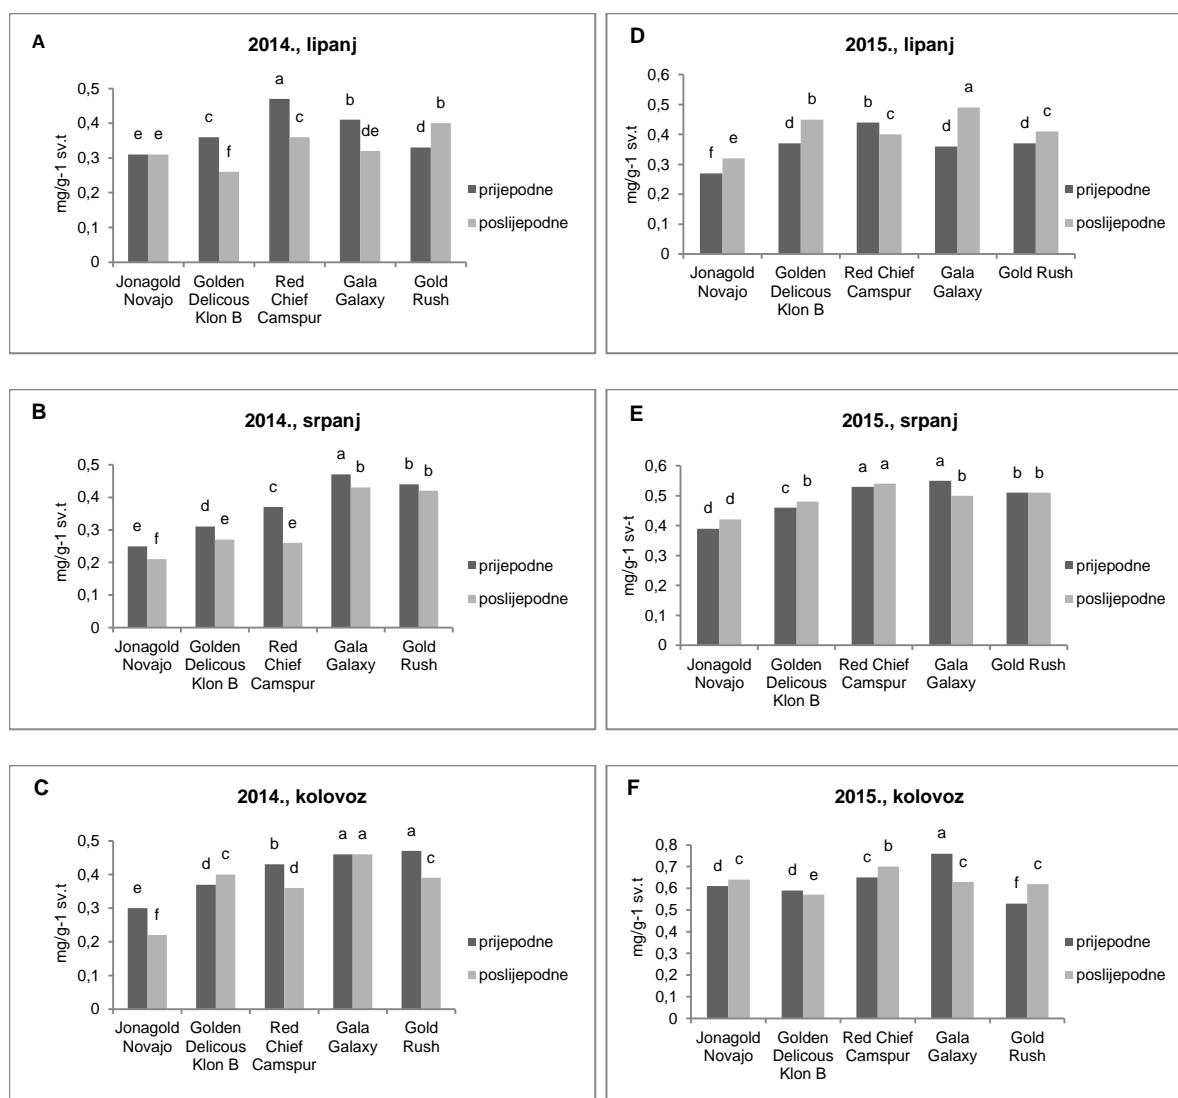 A
2014., lipanj
mg/g-1 sv.t
0,5
0,4
0,3
0,2
0,1
0
e e c f a c b de d b
Jonagold Novajo
Golden Delicous Klon B
Red Chief Camspur
Gala Galaxy
Gold Rush
prijepodne
poslijepodne
D
2015., lipanj
mg/g-1 sv.t
0,6
0,5
0,4
0,3
0,2
0,1
0
f e d b b c d a d c
Jonagold Novajo
Golden Delicous Klon B
Red Chief Camspur
Gala Galaxy
Gold Rush
prijepodne
poslijepodne
B
2014., srpanj
mg/g-1 sv.t
0,5
0,4
0,3
0,2
0,1
0
e f d e c e a b b b
Jonagold Novajo
Golden Delicous Klon B
Red Chief Camspur
Gala Galaxy
Gold Rush
prijepodne
poslijepodne
E
2015., srpanj
mg/g-1 sv-t
0,6
0,5
0,4
0,3
0,2
0,1
0
d d c b a a a b b b
Jonagold Novajo
Golden Delicous Klon B
Red Chief Camspur
Gala Galaxy
Gold Rush
prijepodne
poslijepodne
C
2014., kolovoz
mg/g-1 sv.t
0,5
0,4
0,3
0,2
0,1
0
e f d c b d a a a c
Jonagold Novajo
Golden Delicous Klon B
Red Chief Camspur
Gala Galaxy
Gold Rush
prijepodne
poslijepodne
F
2015., kolovoz
mg/g-1 sv.t
0,8
0,7
0,6
0,5
0,4
0,3
0,2
0,1
0
d c d e c b a c f c
Jonagold Novajo
Golden Delicous Klon B
Red Chief Camspur
Gala Galaxy
Gold Rush
prijepodne
poslijepodne